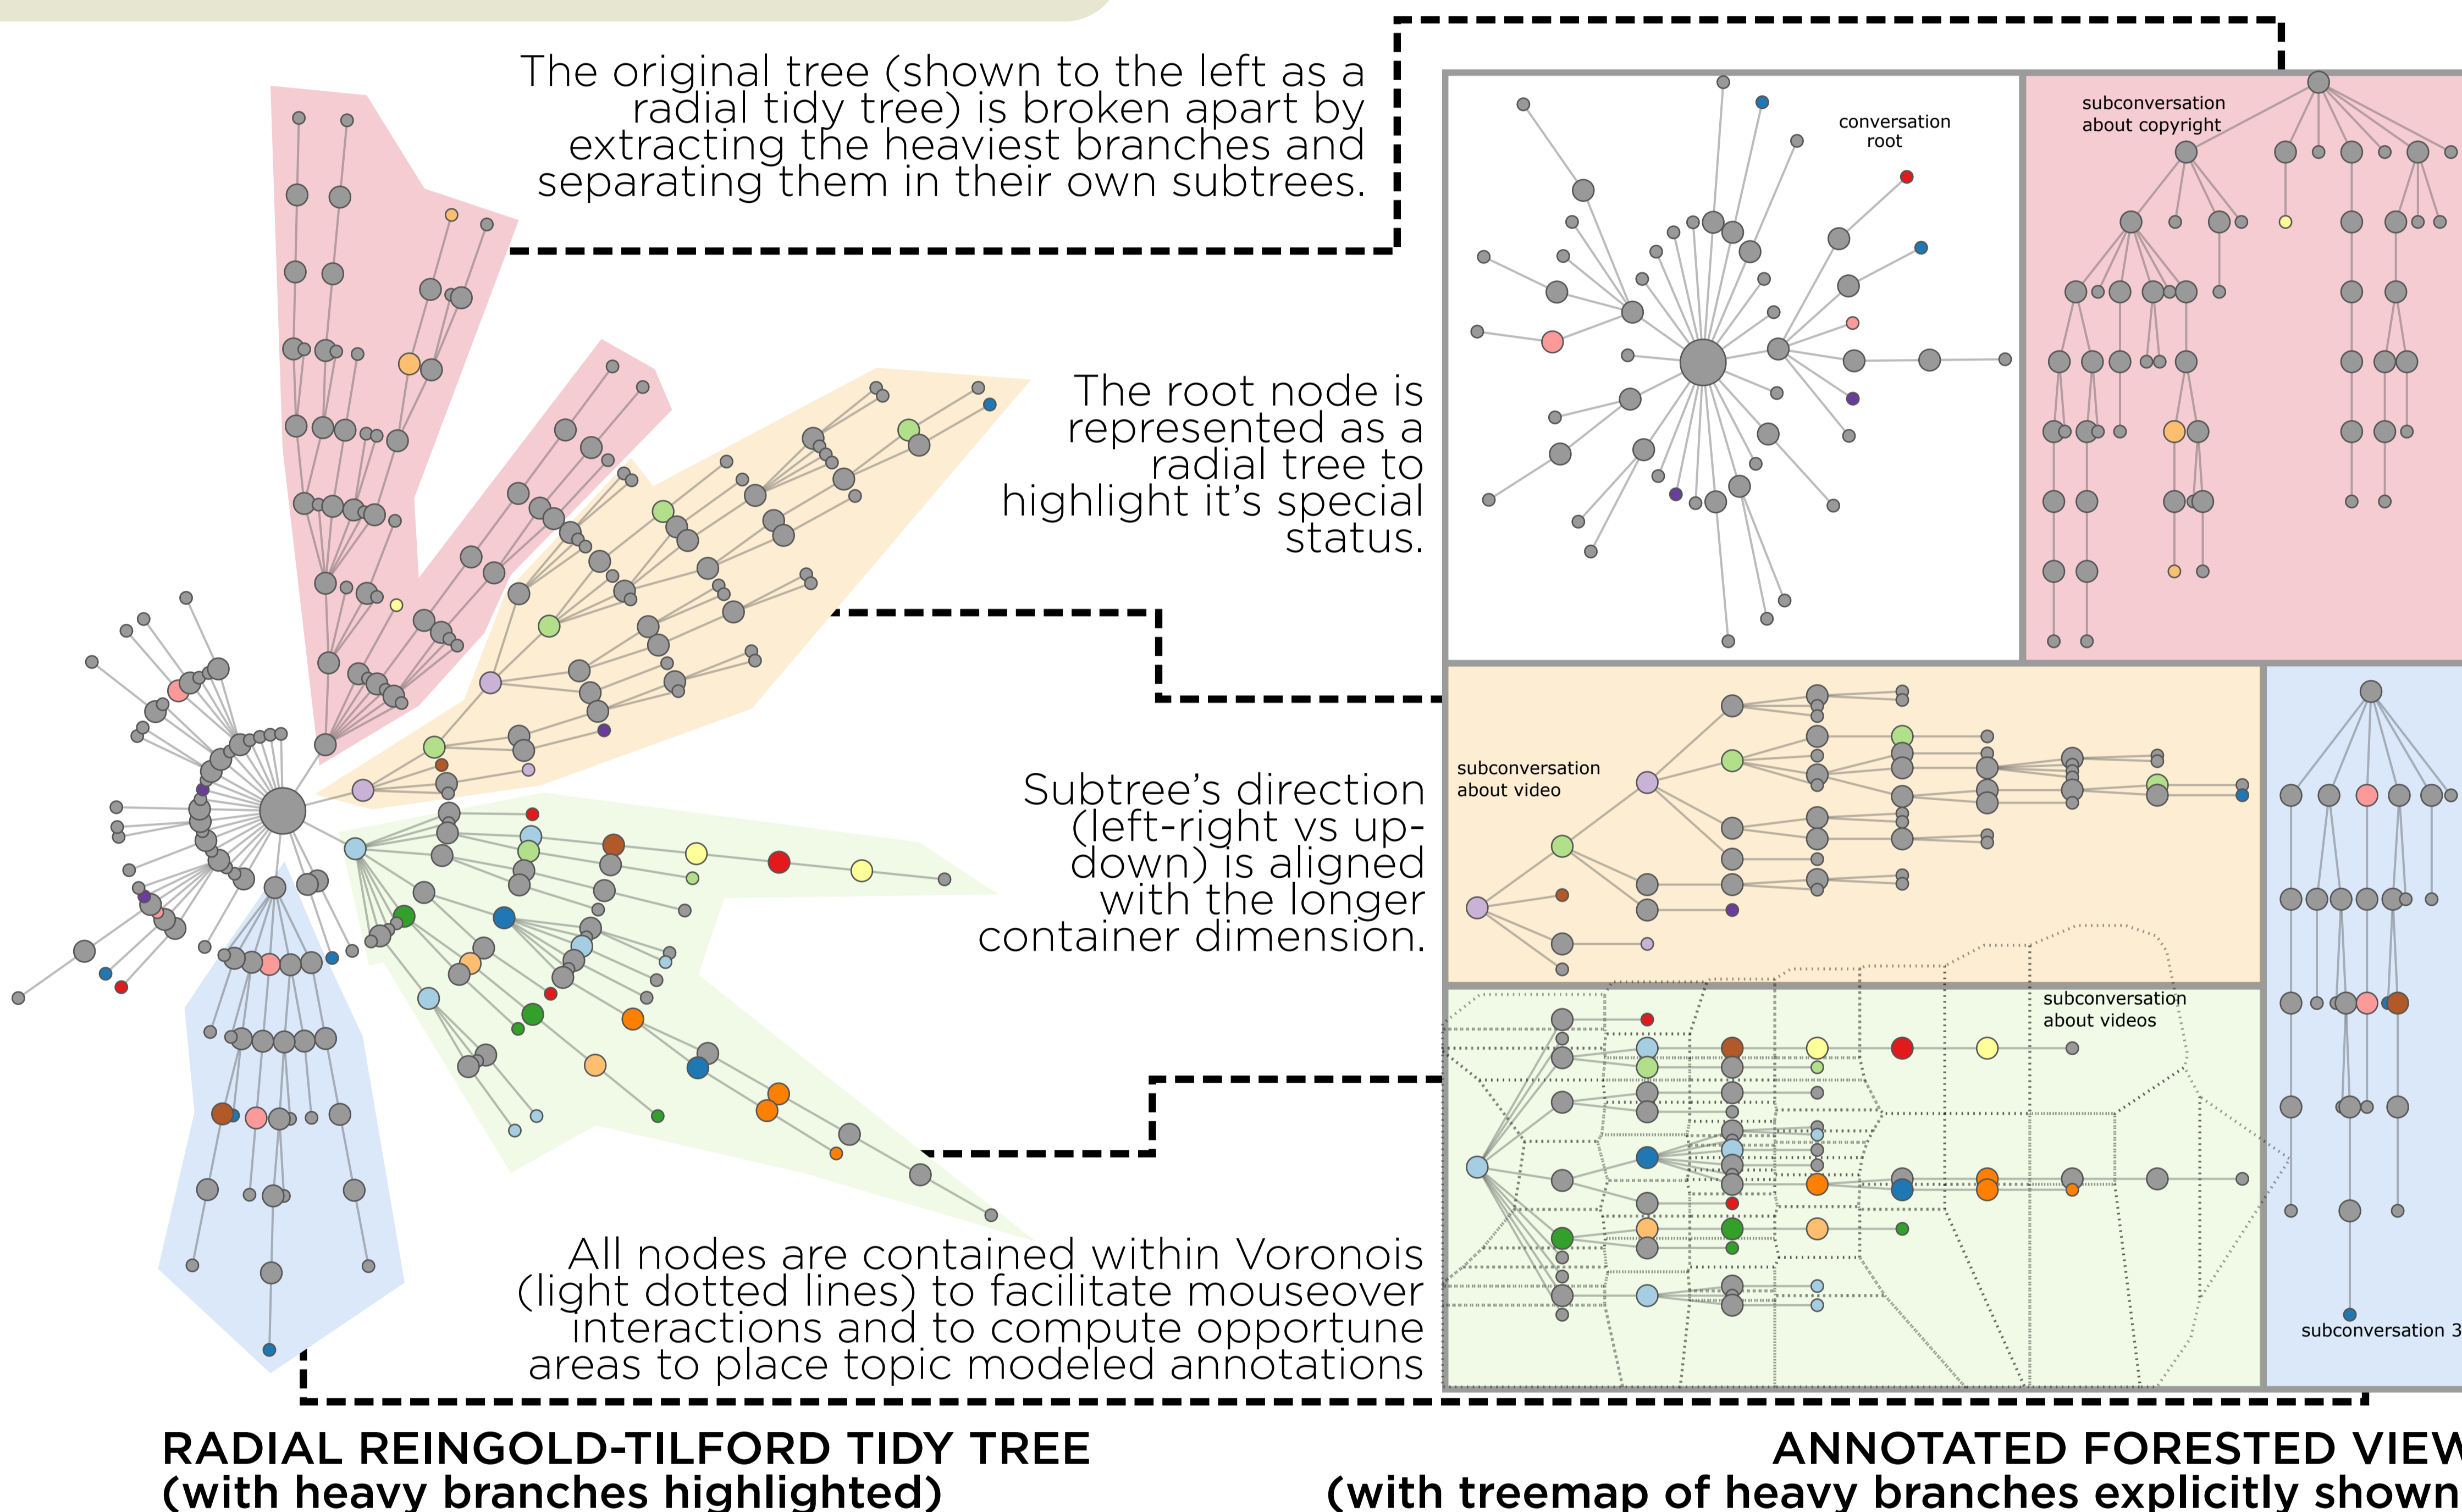 The original tree (shown to the left as a
radial tidy tree) is broken apart by
extracting the heaviest branches and
separating them in their own subtrees.
conversation
root
subconversation
about copyright
The root node is
represented as a
radial tree to
highlight it's special
status.
subconversation
about video
Subtree's direction
(left-right vs up-
down) is aligned
with the longer
container dimension.
subconversation
about videos
All nodes are contained within Voronois
(light dotted lines) to facilitate mouseover
interactions and to compute opportune
areas to place topic modeled annotations
subconversation 3
RADIAL REINGOLD-TILFORD TIDY TREE
(with heavy branches highlighted)
ANNOTATED FORESTED VIEW
(with treemap of heavy branches explicitly shown